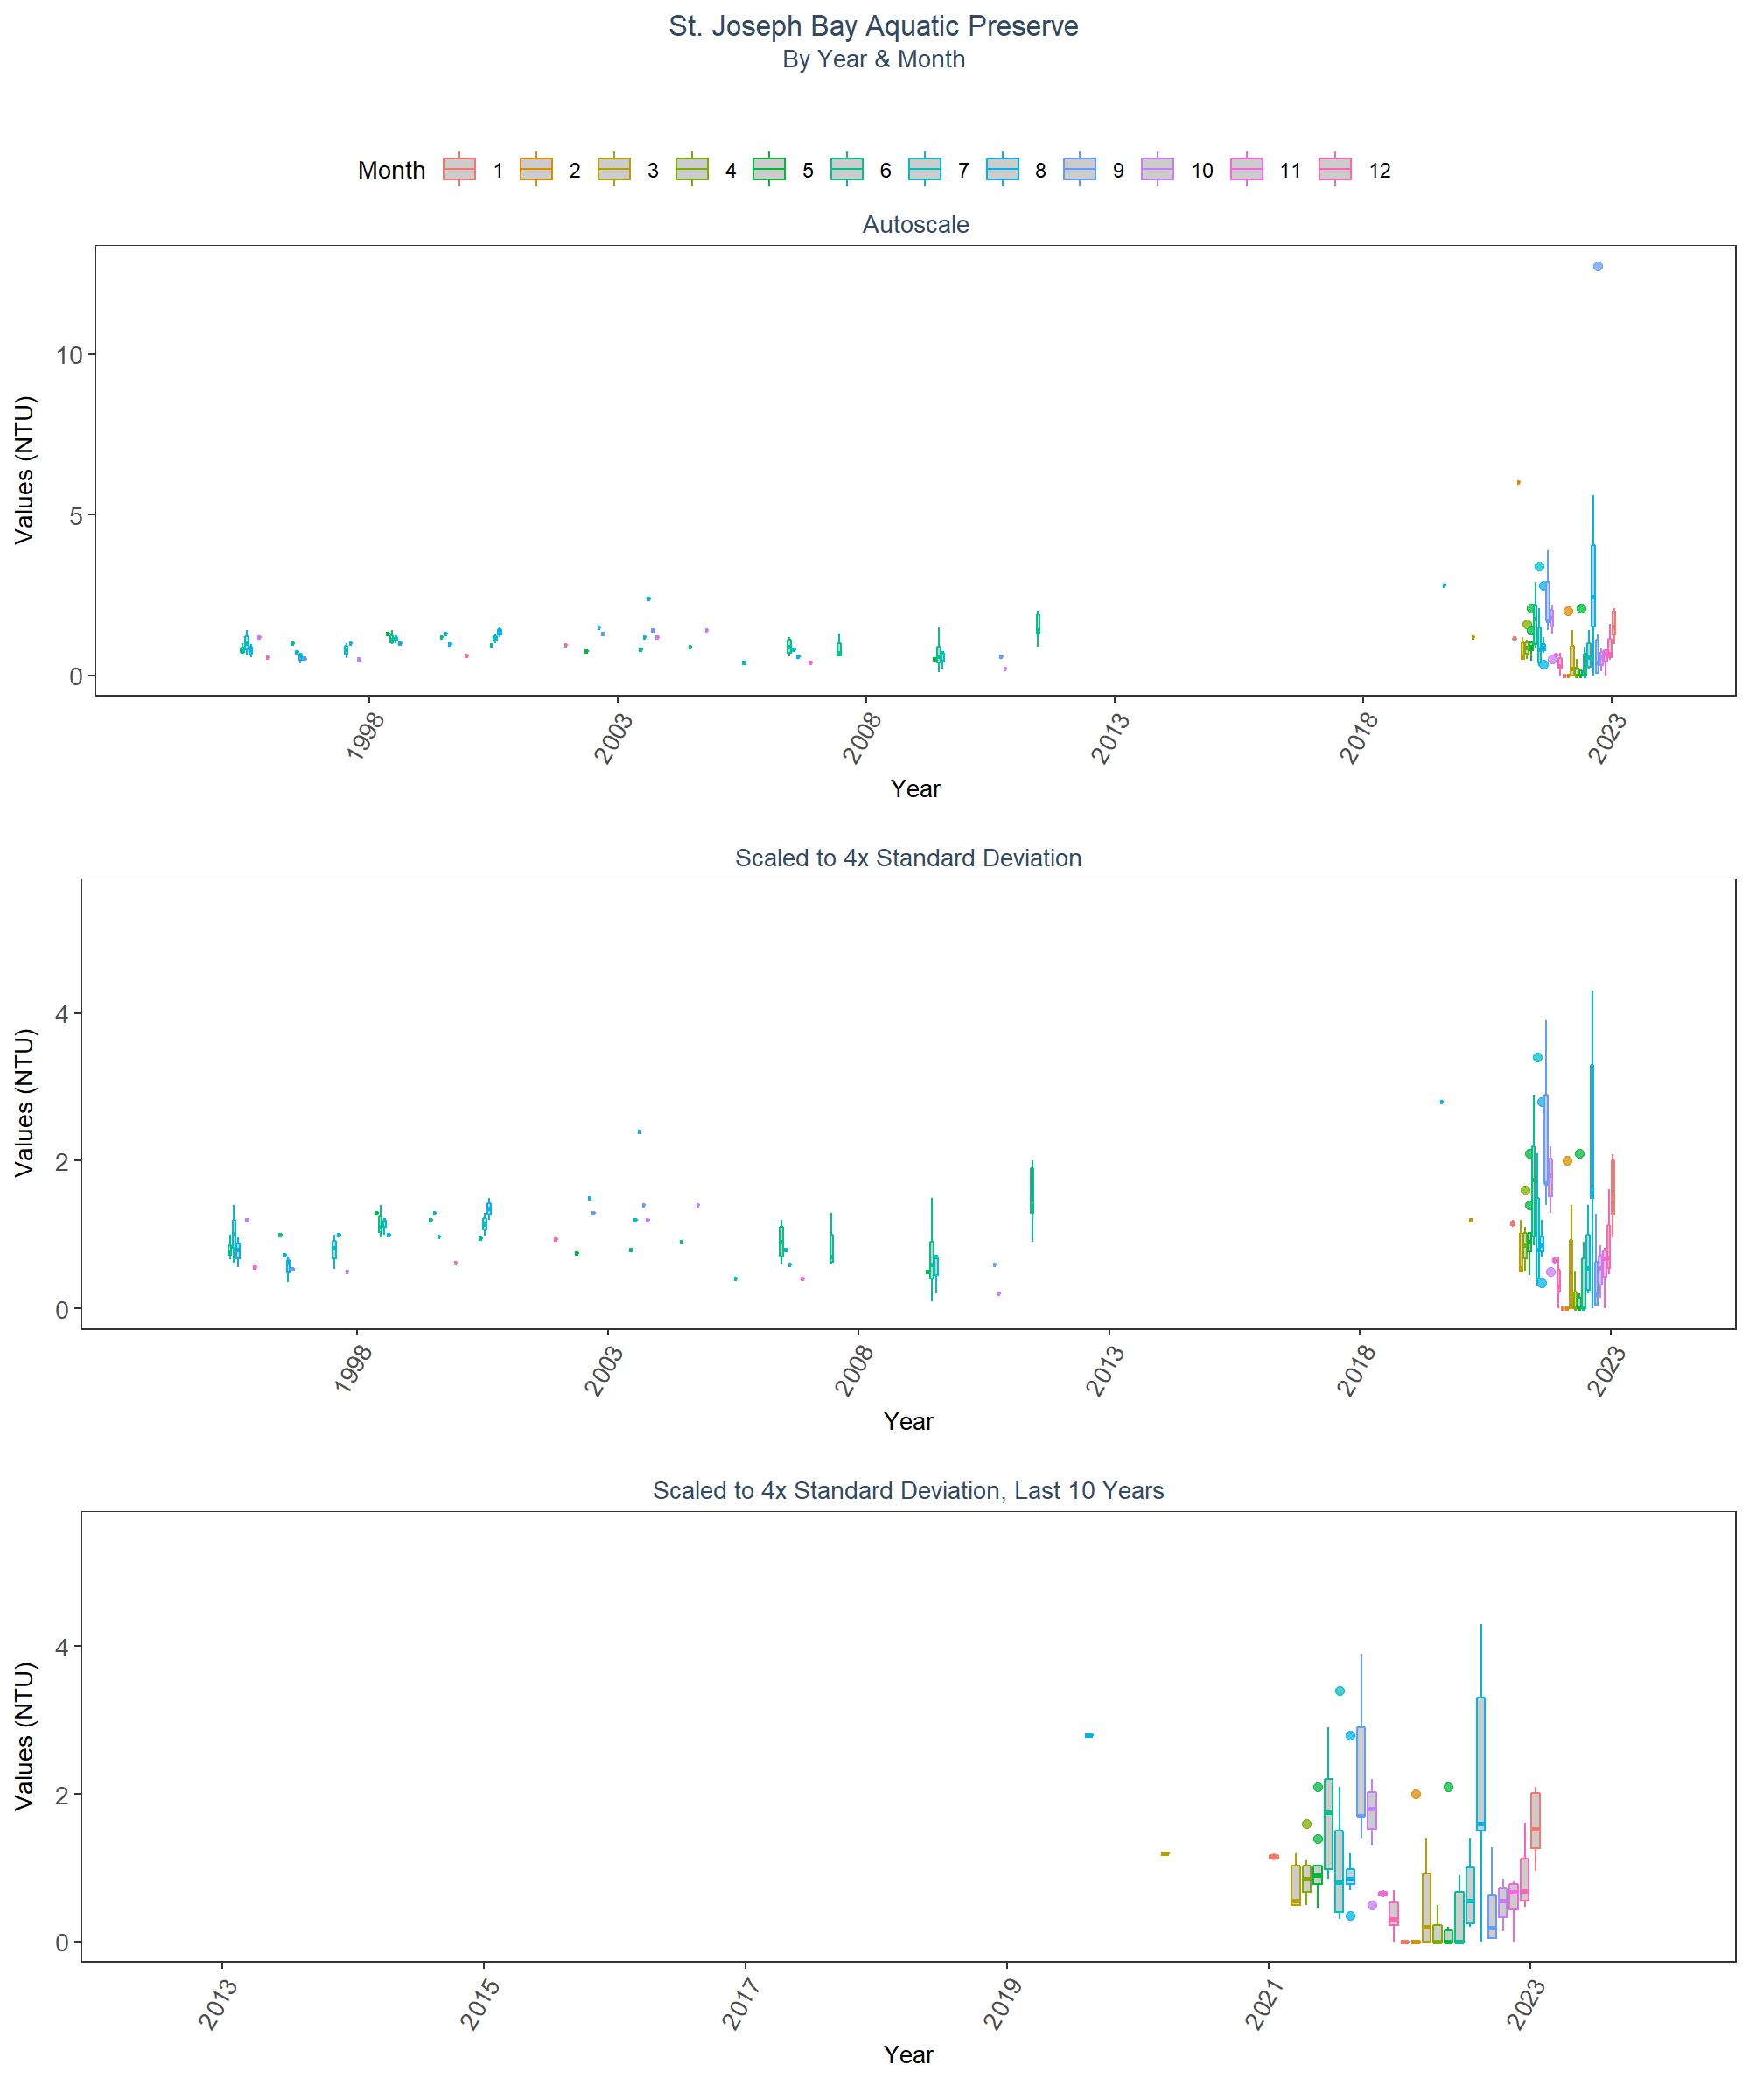 St. Joseph Bay Aquatic Preserve
By Year & Month
Month 1 2 3 4 5 6 7 8 9 10 11 12
Autoscale
Values (NTU)
10
5
0
1998 2003 2008 2013 2018 2023
Year
Scaled to 4x Standard Deviation
Values (NTU)
4
2
0
1998 2003 2008 2013 2018 2023
Year
Scaled to 4x Standard Deviation, Last 10 Years
Values (NTU)
4
2
0
2013 2015 2017 2019 2021 2023
Year